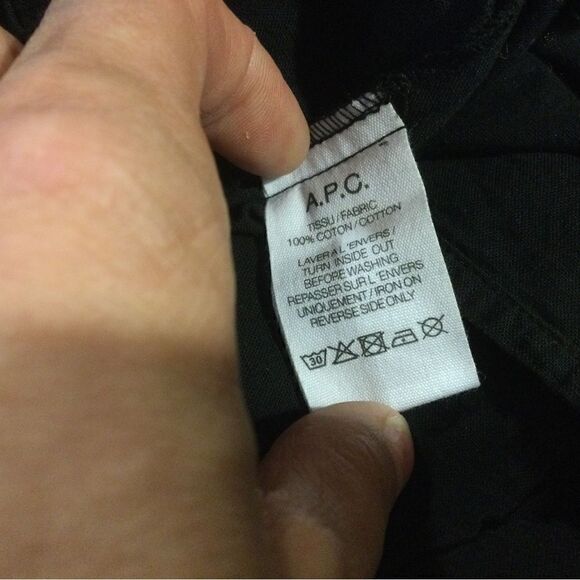 A.P.C.
TISSU / FABRIC
100% COTON / COTTON
LAVER A L'ENVERS /
TURN INSIDE OUT
BEFORE WASHING
REPASSER SUR L'ENVERS
UNIQUEMENT / IRON ON
REVERSE SIDE ONLY
30